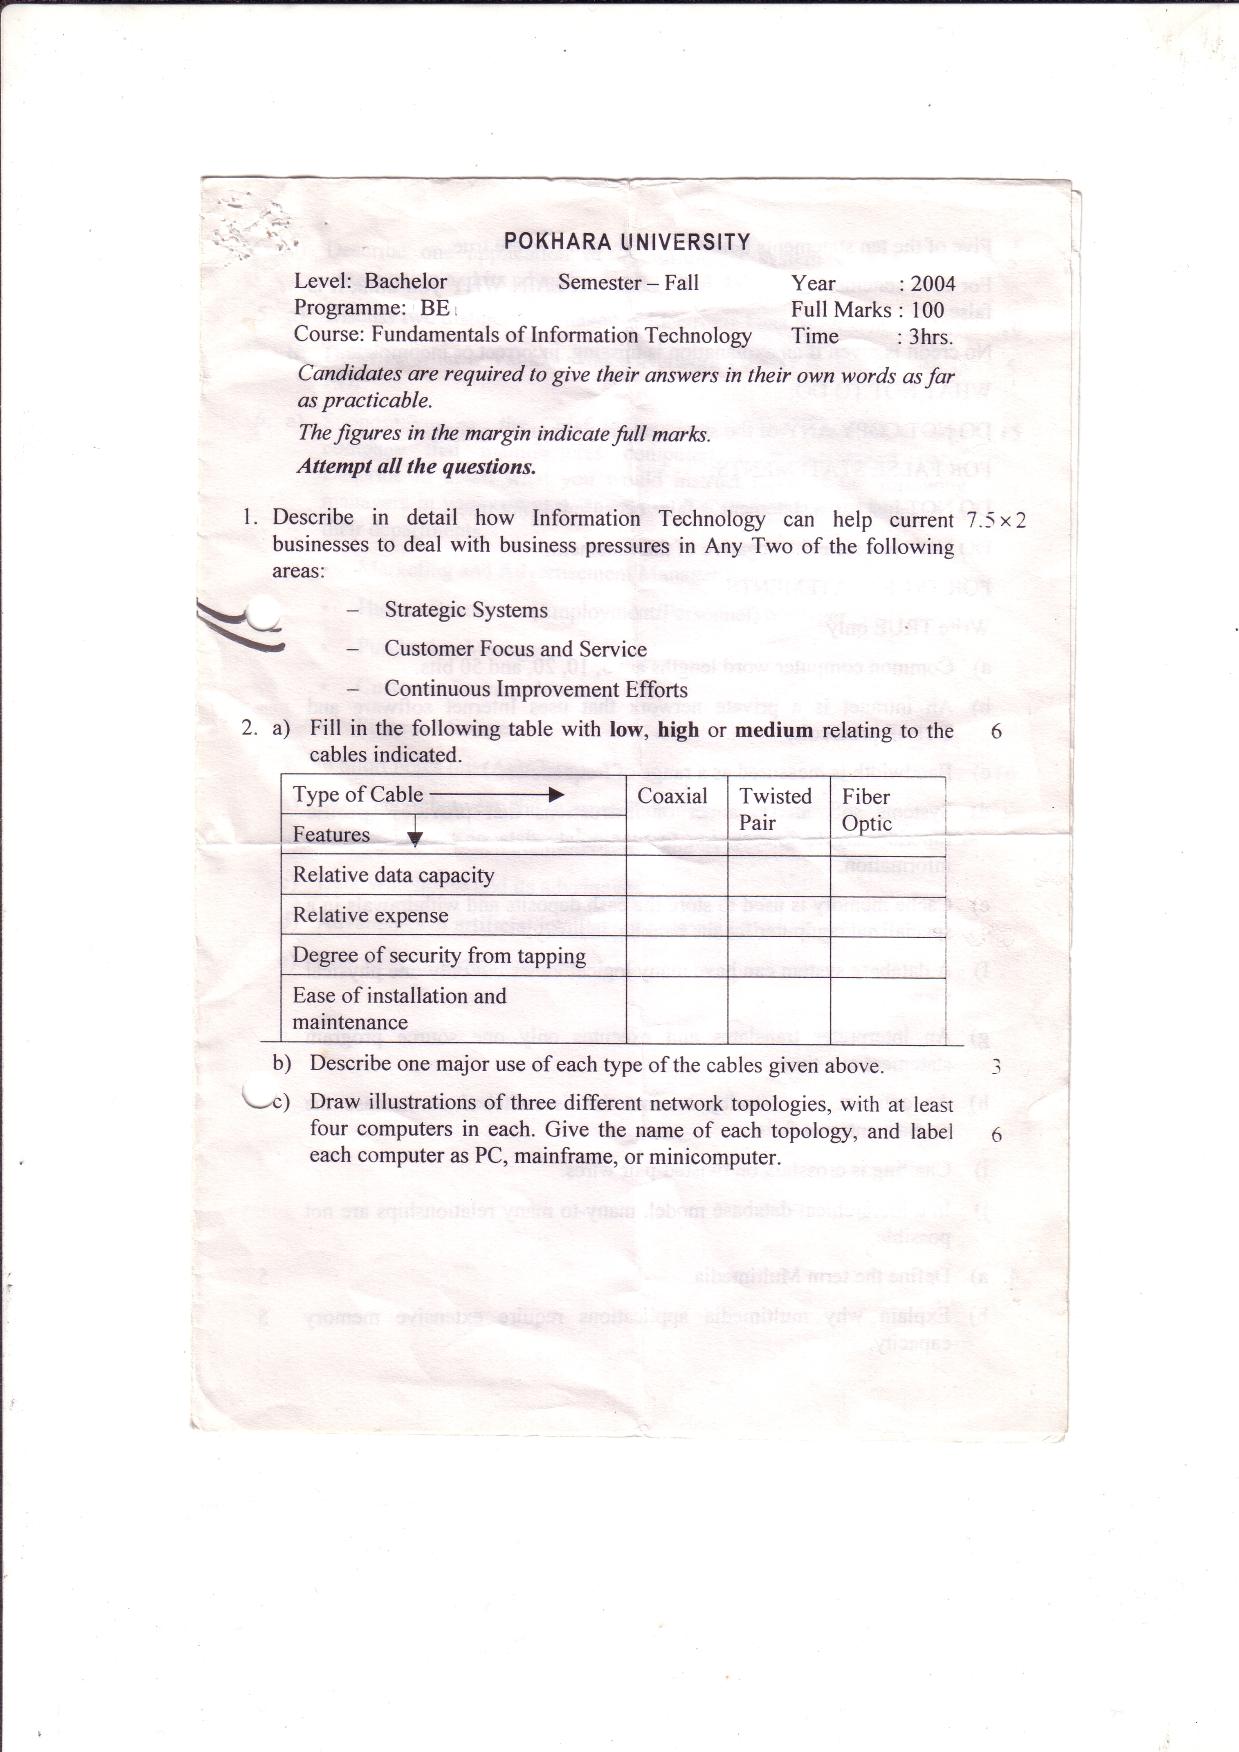 POKHARA UNIVERSITY
Level: Bachelor Semester – Fall Year : 2004
Programme: BE Full Marks : 100
Course: Fundamentals of Information Technology Time : 3hrs.
Candidates are required to give their answers in their own words as far
as practicable.
The figures in the margin indicate full marks.
Attempt all the questions.
1. Describe in detail how Information Technology can help current 7.5×2
businesses to deal with business pressures in Any Two of the following
areas:
– Strategic Systems
– Customer Focus and Service
– Continuous Improvement Efforts
2. a) Fill in the following table with low, high or medium relating to the 6
cables indicated.
Type of Cable Coaxial Twisted Fiber
Pair Optic
Features
Relative data capacity
Relative expense
Degree of security from tapping
Ease of installation and
maintenance
b) Describe one major use of each type of the cables given above. 3
c) Draw illustrations of three different network topologies, with at least
four computers in each. Give the name of each topology, and label 6
each computer as PC, mainframe, or minicomputer.